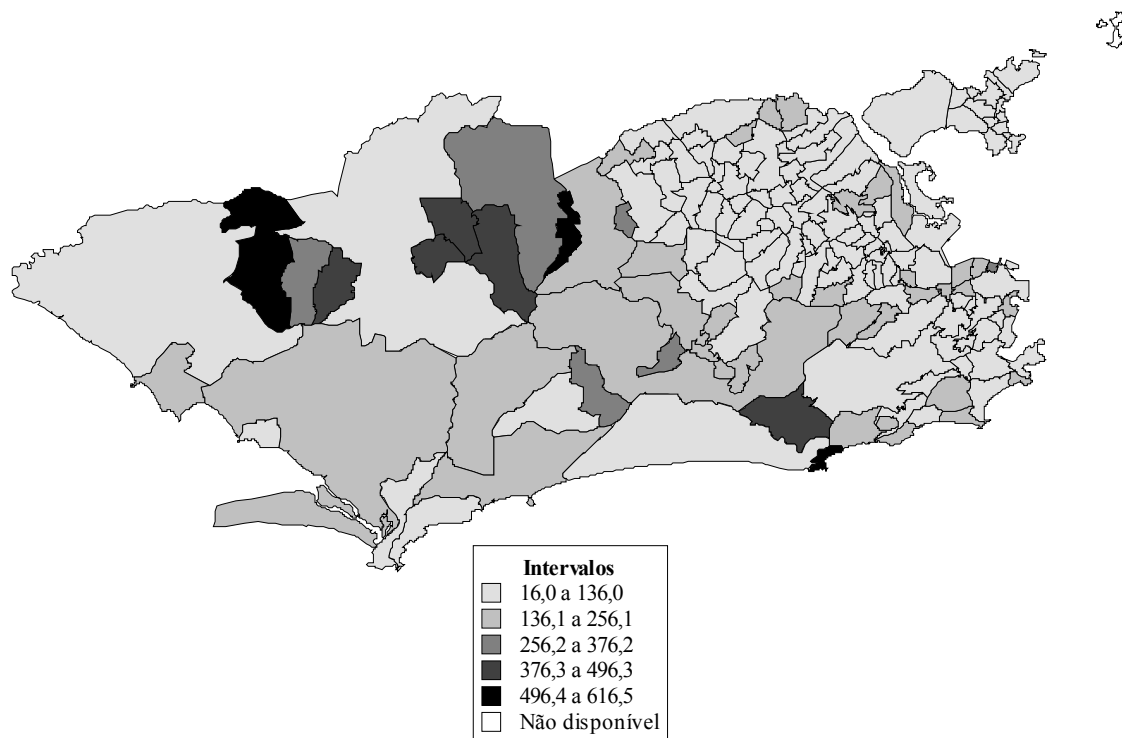 Intervalos
16,0 a 136,0
136,1 a 256,1
256,2 a 376,2
376,3 a 496,3
496,4 a 616,5
Não disponível